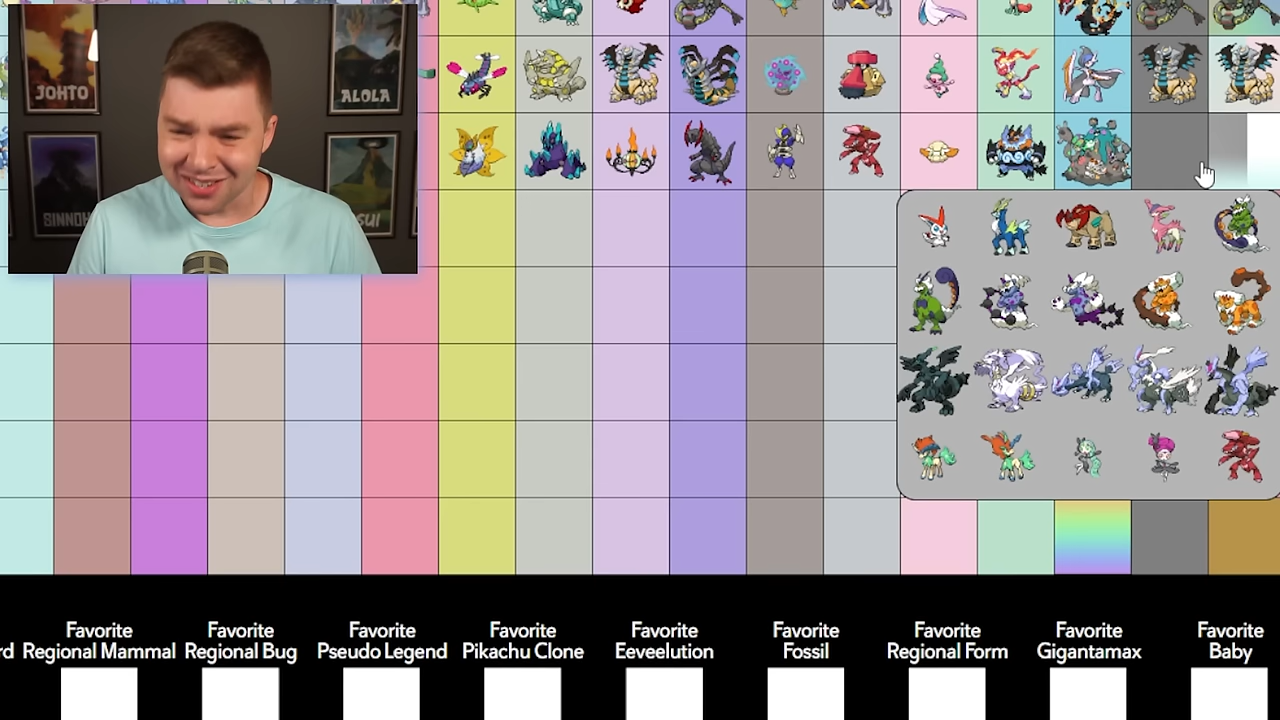 JOHTO
ALOLA
SINNOH
SUI
rd
Favorite
Regional Mammal
Favorite
Regional Bug
Favorite
Pseudo Legend
Favorite
Pikachu Clone
Favorite
Eeveelution
Favorite
Fossil
Favorite
Regional Form
Favorite
Gigantamax
Favorite
Baby